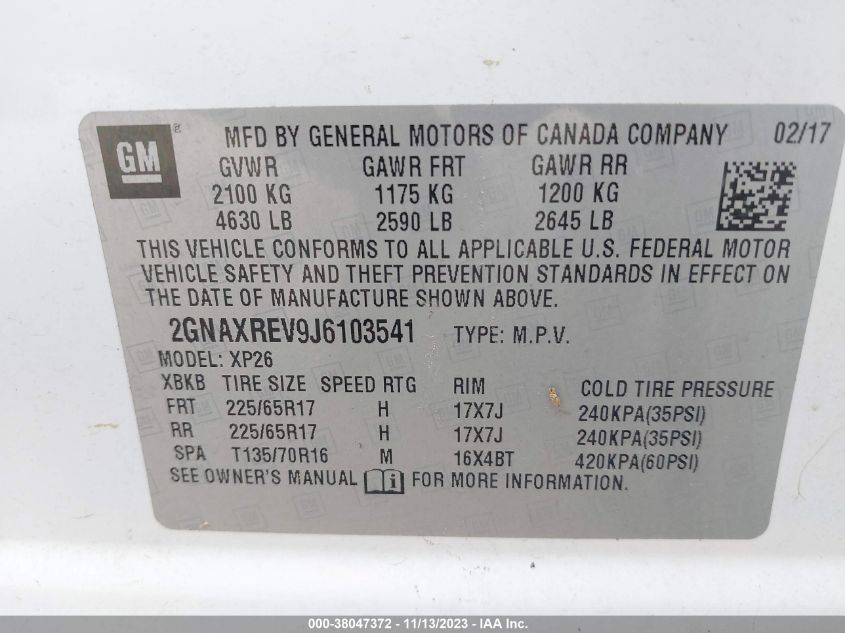 GM ® MFD BY GENERAL MOTORS OF CANADA COMPANY 02/17
GVWR GAWR FRT GAWR RR
2100 KG 1175 KG 1200 KG
4630 LB 2590 LB 2645 LB
THIS VEHICLE CONFORMS TO ALL APPLICABLE U.S. FEDERAL MOTOR
VEHICLE SAFETY AND THEFT PREVENTION STANDARDS IN EFFECT ON
THE DATE OF MANUFACTURE SHOWN ABOVE.
2GNAXREV9J6103541 TYPE: M.P.V.
MODEL: XP26
XBKB TIRE SIZE SPEED RTG RIM COLD TIRE PRESSURE
FRT 225/65R17 H 17X7J 240KPA(35PSI)
RR 225/65R17 H 17X7J 240KPA(35PSI)
SPA T135/70R16 M 16X4BT 420KPA(60PSI)
SEE OWNER'S MANUAL i FOR MORE INFORMATION.
000-38047372 - 11/13/2023 - IAA Inc.